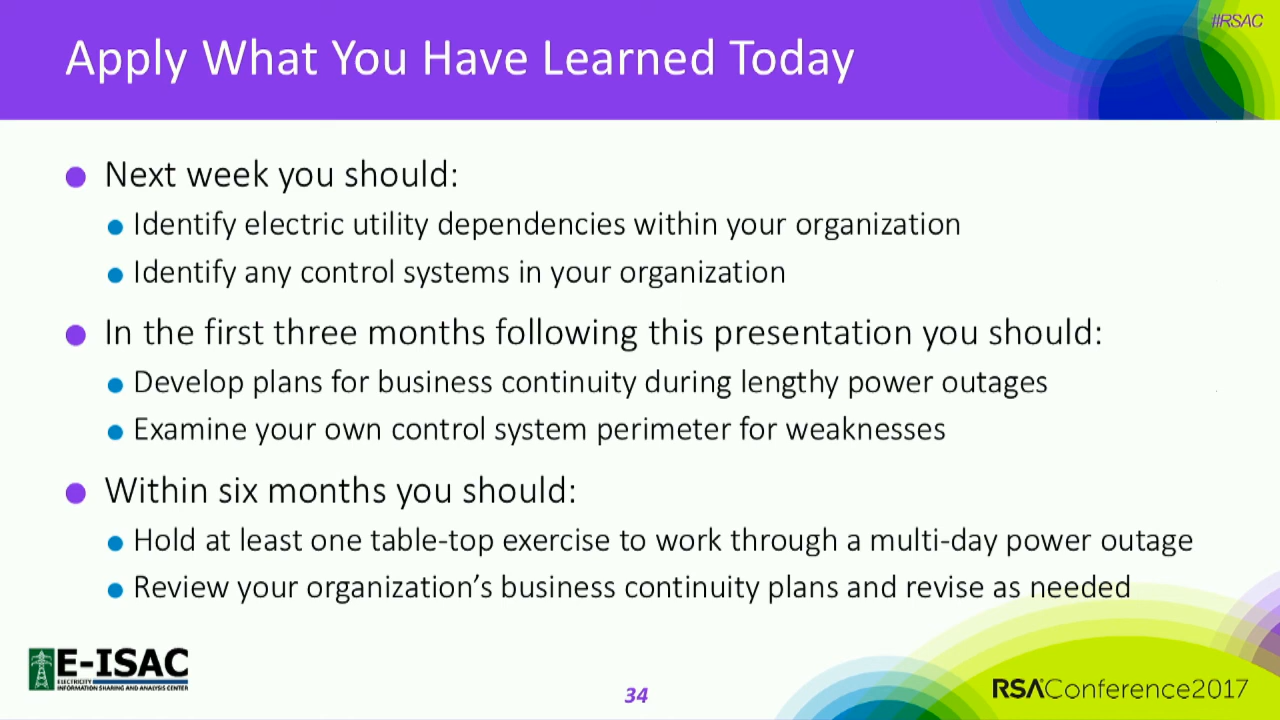 #RSAC
Apply What You Have Learned Today
Next week you should:
Identify electric utility dependencies within your organization
Identify any control systems in your organization
In the first three months following this presentation you should:
Develop plans for business continuity during lengthy power outages
Examine your own control system perimeter for weaknesses
Within six months you should:
Hold at least one table-top exercise to work through a multi-day power outage
Review your organization’s business continuity plans and revise as needed
E-ISAC
ELECTRICITY
INFORMATION SHARING AND ANALYSIS CENTER
34
RSAConference2017